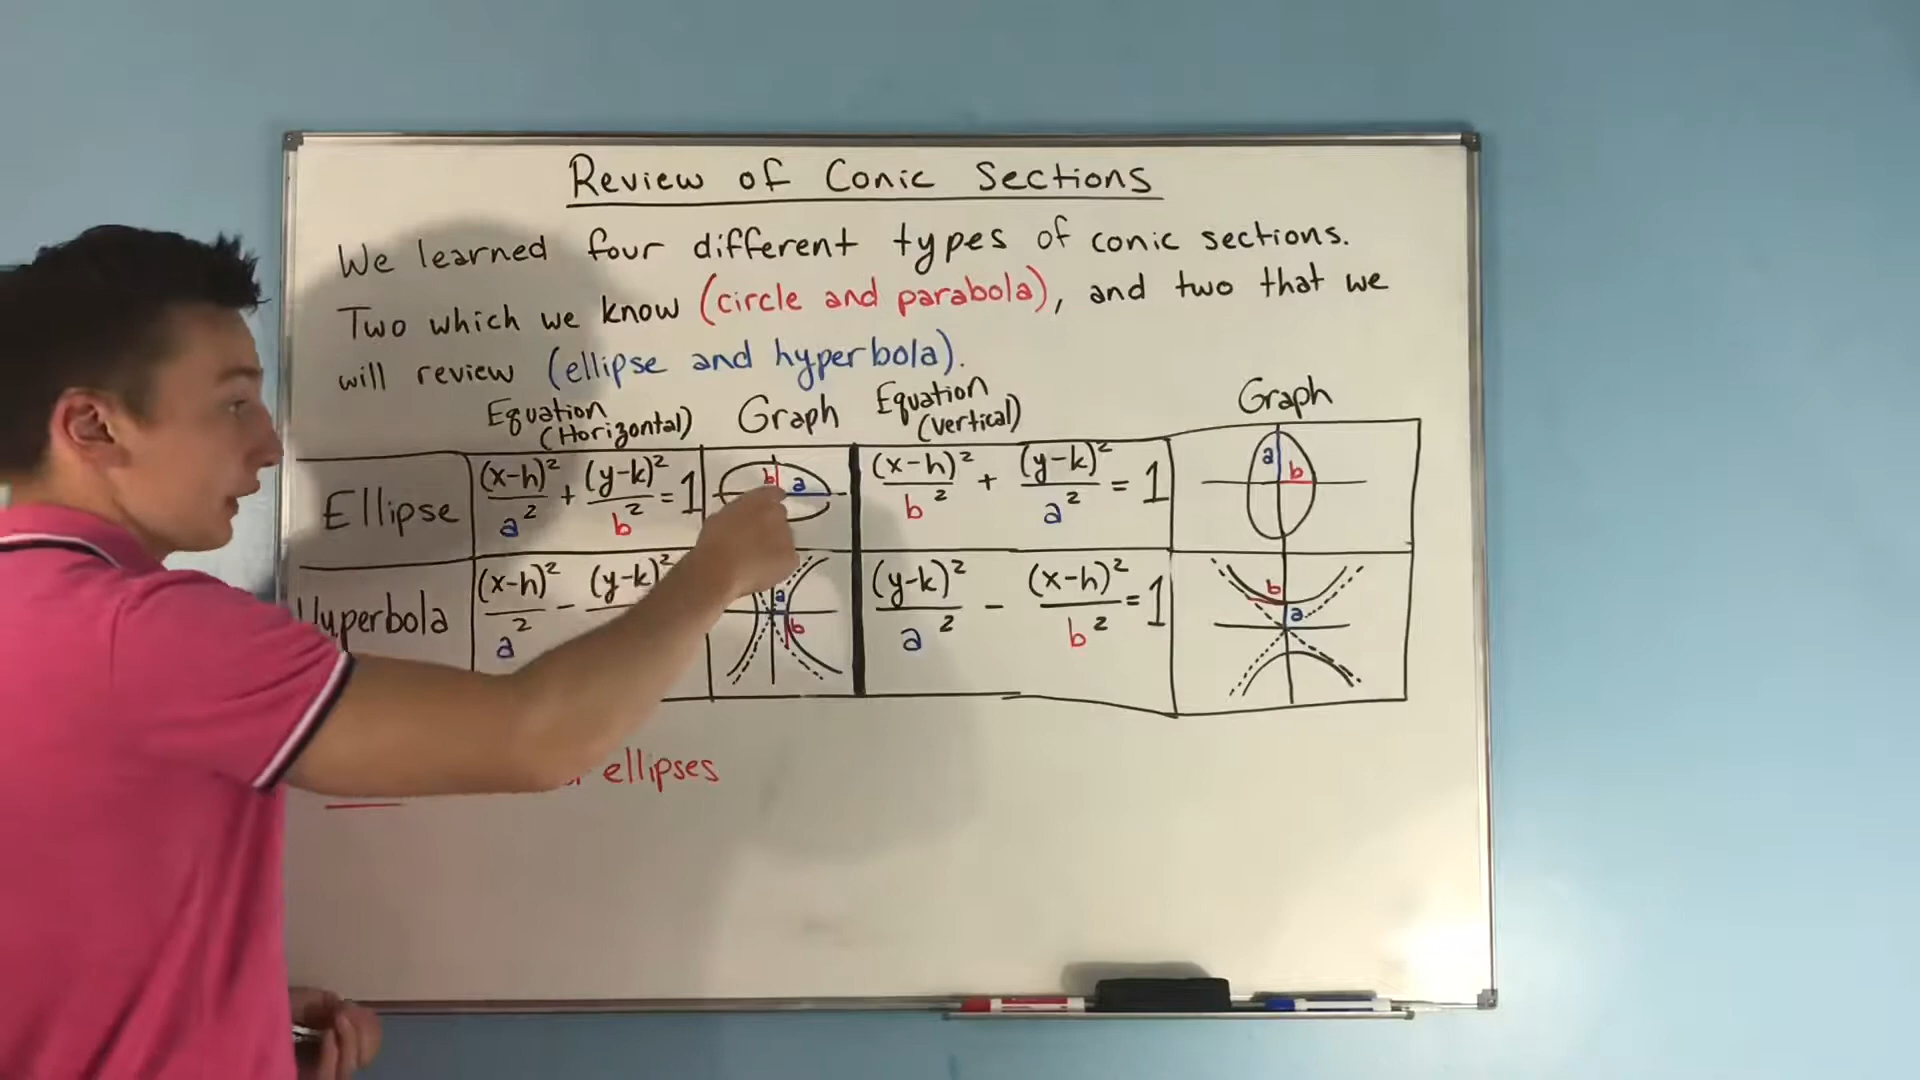 Review of Conic Sections
We learned four different types of conic sections.
Two which we know (circle and parabola), and two that we
will review (ellipse and hyperbola).
Equation (Horizontal) Graph Equation (vertical) Graph
Ellipse (x-h)²/a² + (y-k)²/b² = 1 b a (x-h)²/b² + (y-k)²/a² = 1 a b
Hyperbola (x-h)²/a² - (y-k)² a b (y-k)²/a² - (x-h)²/b² = 1 b a
ellipses